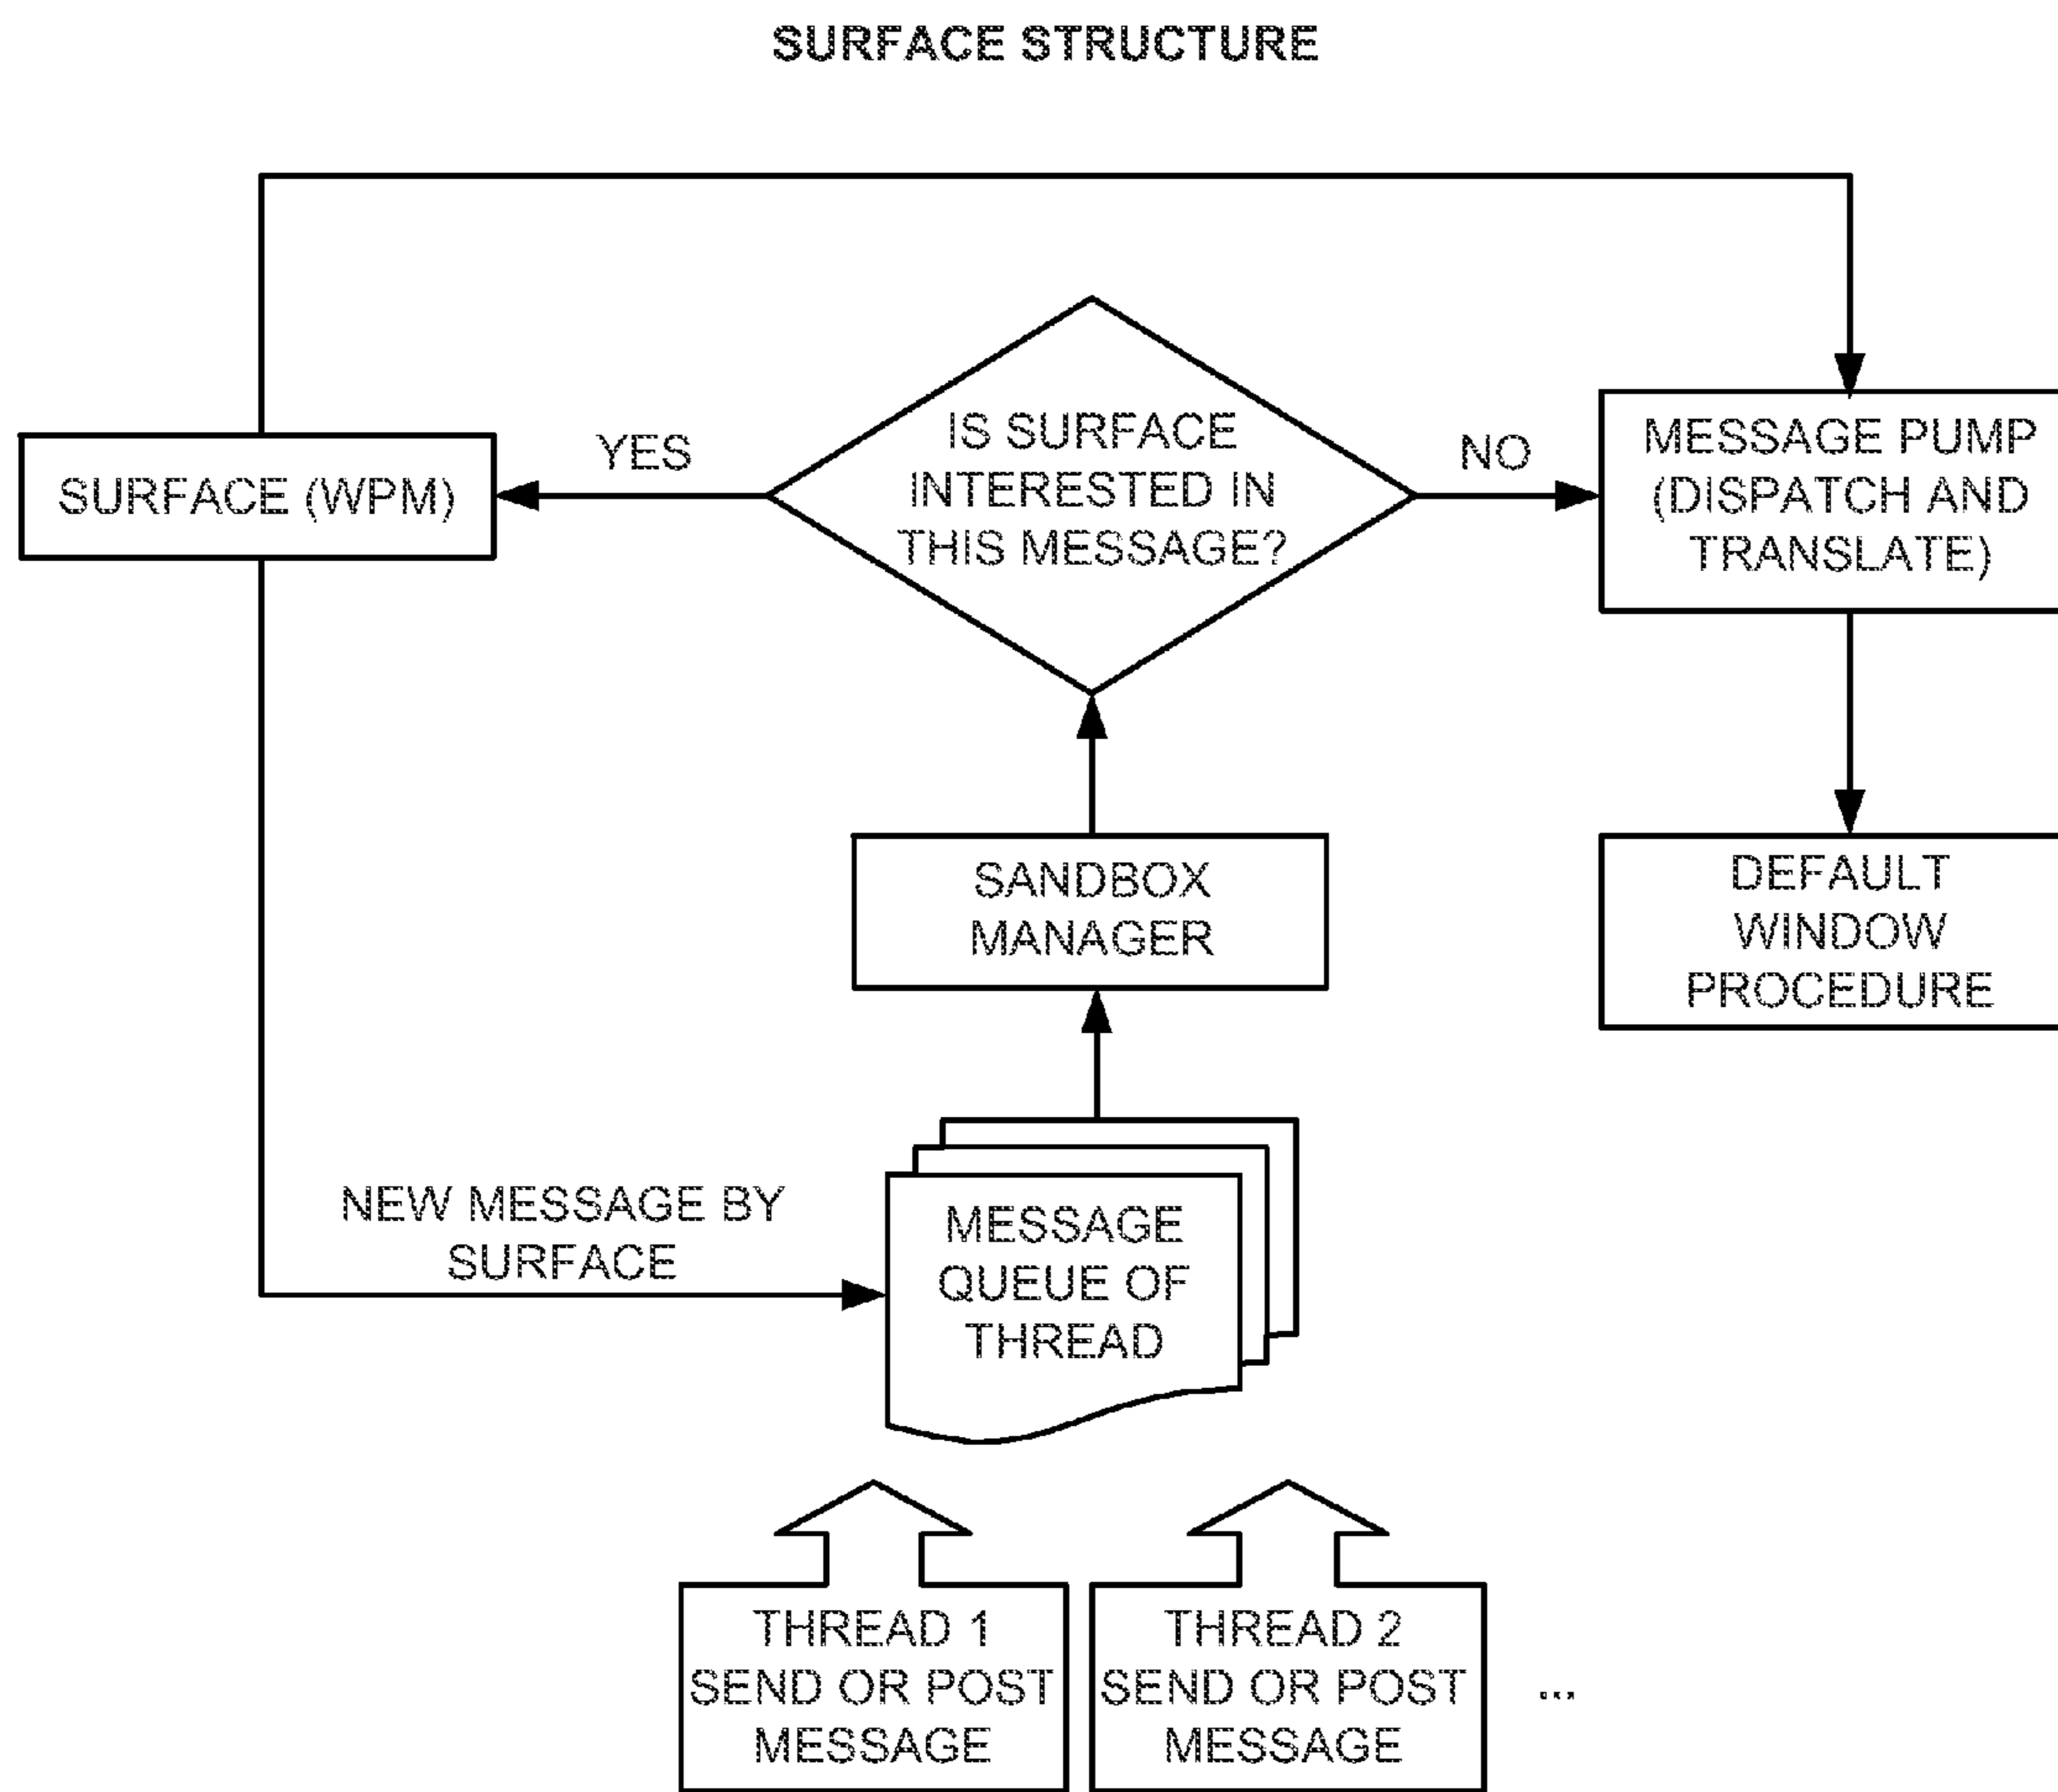 SURFACE STRUCTURE
SURFACE (WPM)
YES
IS SURFACE
INTERESTED IN
THIS MESSAGE?
NO
MESSAGE PUMP
(DISPATCH AND
TRANSLATE)
SANDBOX
MANAGER
DEFAULT
WINDOW
PROCEDURE
NEW MESSAGE BY
SURFACE
MESSAGE
QUEUE OF
THREAD
THREAD 1
SEND OR POST
MESSAGE
THREAD 2
SEND OR POST
MESSAGE
...